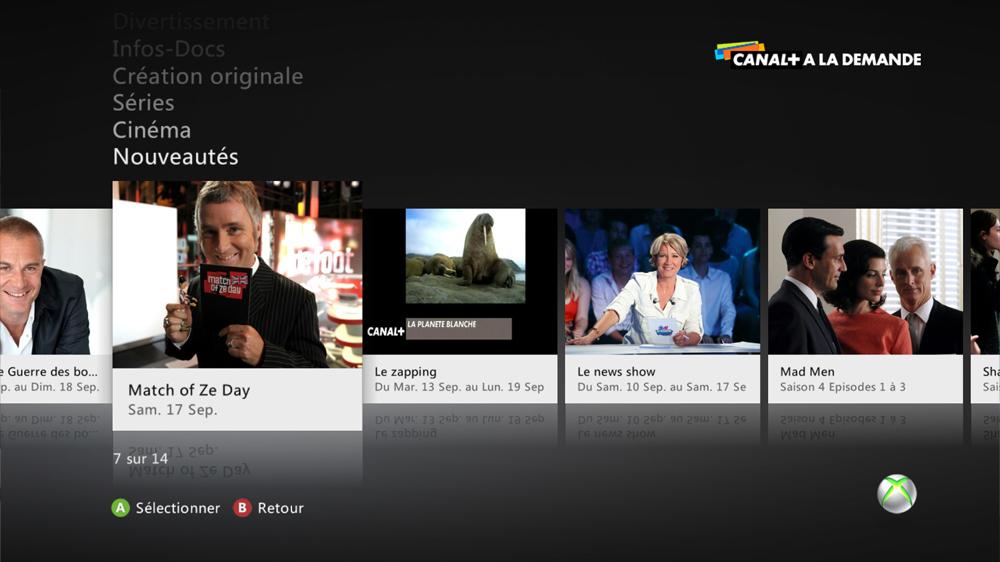 Divertissement
Infos-Docs
Création originale
Séries
Cinéma
Nouveautés
CANAL+ A LA DEMANDE
match
of ze day
foot
CANAL+ LA PLANETE BLANCHE
e Guerre des bo...
p. au Dim. 18 Sep.
Match of Ze Day
Sam. 17 Sep.
Le zapping
Du Mar. 13 Sep. au Lun. 19 Sep
Le news show
Du Sam. 10 Sep. au Sam. 17 Se
Mad Men
Saison 4 Episodes 1 à 3
Sha
Sai
7 sur 14
A Sélectionner
B Retour